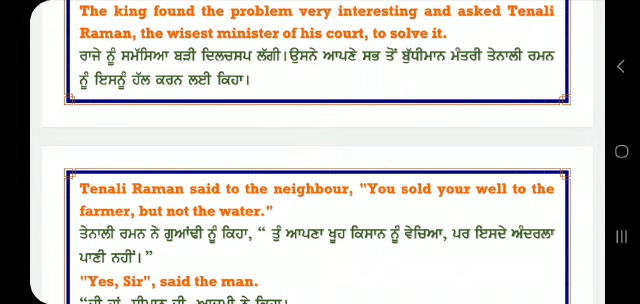 The king found the problem very interesting and asked Tenali
Raman, the wisest minister of his court, to solve it.
ਰਾਜੇ ਨੂੰ ਸਮੱਸਿਆ ਬੜੀ ਦਿਲਚਸਪ ਲੱਗੀ।ਉਸਨੇ ਆਪਣੇ ਸਭ ਤੋਂ ਬੁੱਧੀਮਾਨ ਮੰਤਰੀ ਤੇਨਾਲੀ ਰਮਨ
ਨੂੰ ਇਸਨੂੰ ਹੱਲ ਕਰਨ ਲਈ ਕਿਹਾ।
Tenali Raman said to the neighbour, "You sold your well to the
farmer, but not the water."
ਤੇਨਾਲੀ ਰਮਨ ਨੇ ਗੁਆਂਢੀ ਨੂੰ ਕਿਹਾ, “ ਤੂੰ ਆਪਣਾ ਖੂਹ ਕਿਸਾਨ ਨੂੰ ਵੇਚਿਆ, ਪਰ ਇਸਦੇ ਅੰਦਰਲਾ
ਪਾਣੀ ਨਹੀਂ। ”
"Yes, Sir", said the man.
“ਜੀ ਹਾਂ, ਸ਼੍ਰੀਮਾਨ ਜੀ, ਆਦਮੀ ਨੇ ਕਿਹਾ।